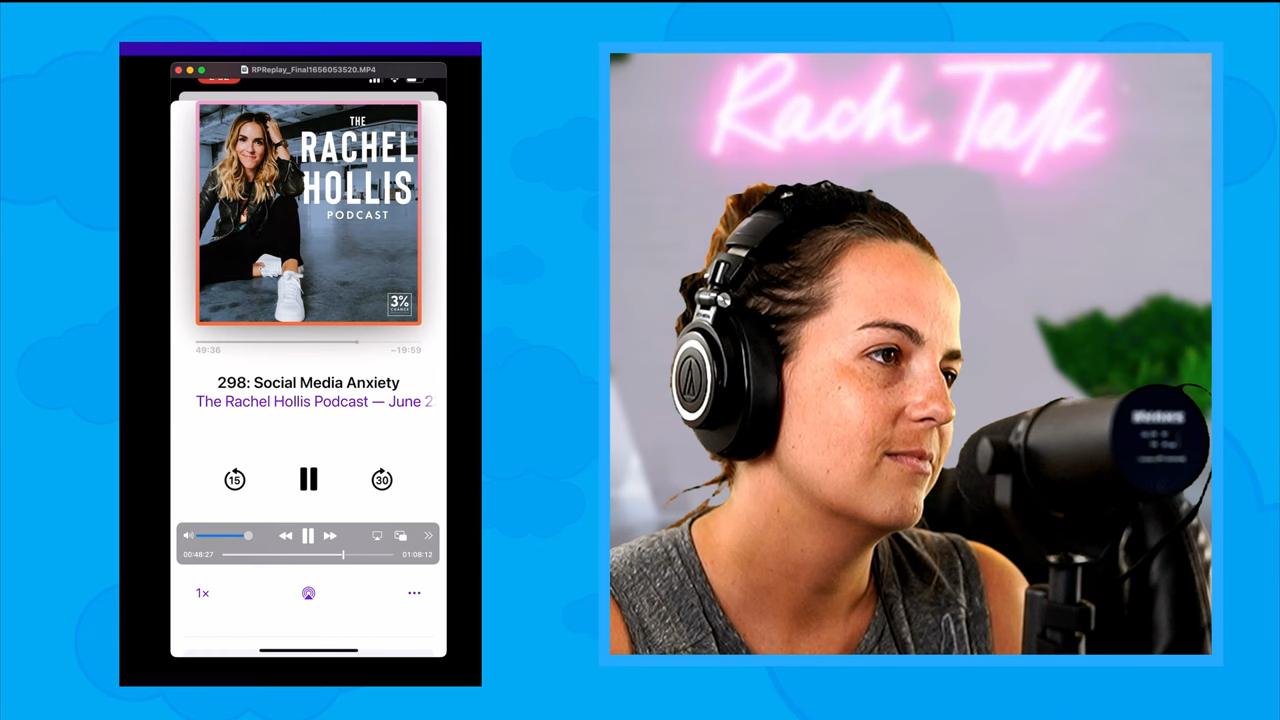 RPReplay_Final1656053520.MP4
THE
RACHEL
HOLLIS
PODCAST
3%
CHANCE
49:36
-19:59
298: Social Media Anxiety
The Rachel Hollis Podcast — June 2
15
30
00:48:27
01:08:12
1×
Rach Talk